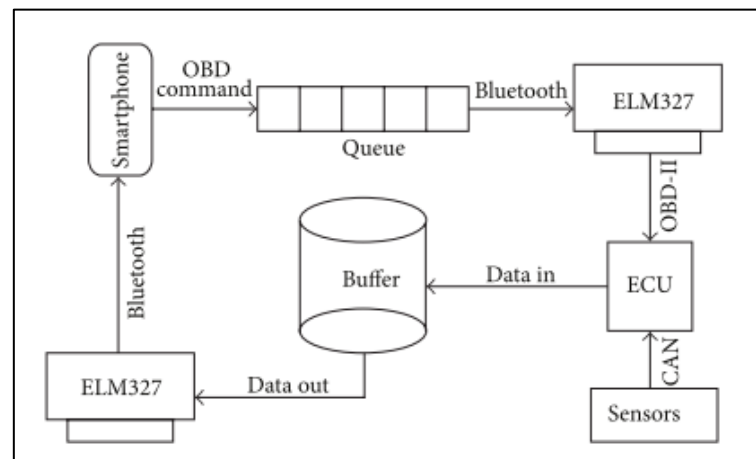 Smartphone
OBD
command
Queue
Bluetooth
ELM327
OBD-II
ECU
CAN
Sensors
Data in
Buffer
Data out
ELM327
Bluetooth